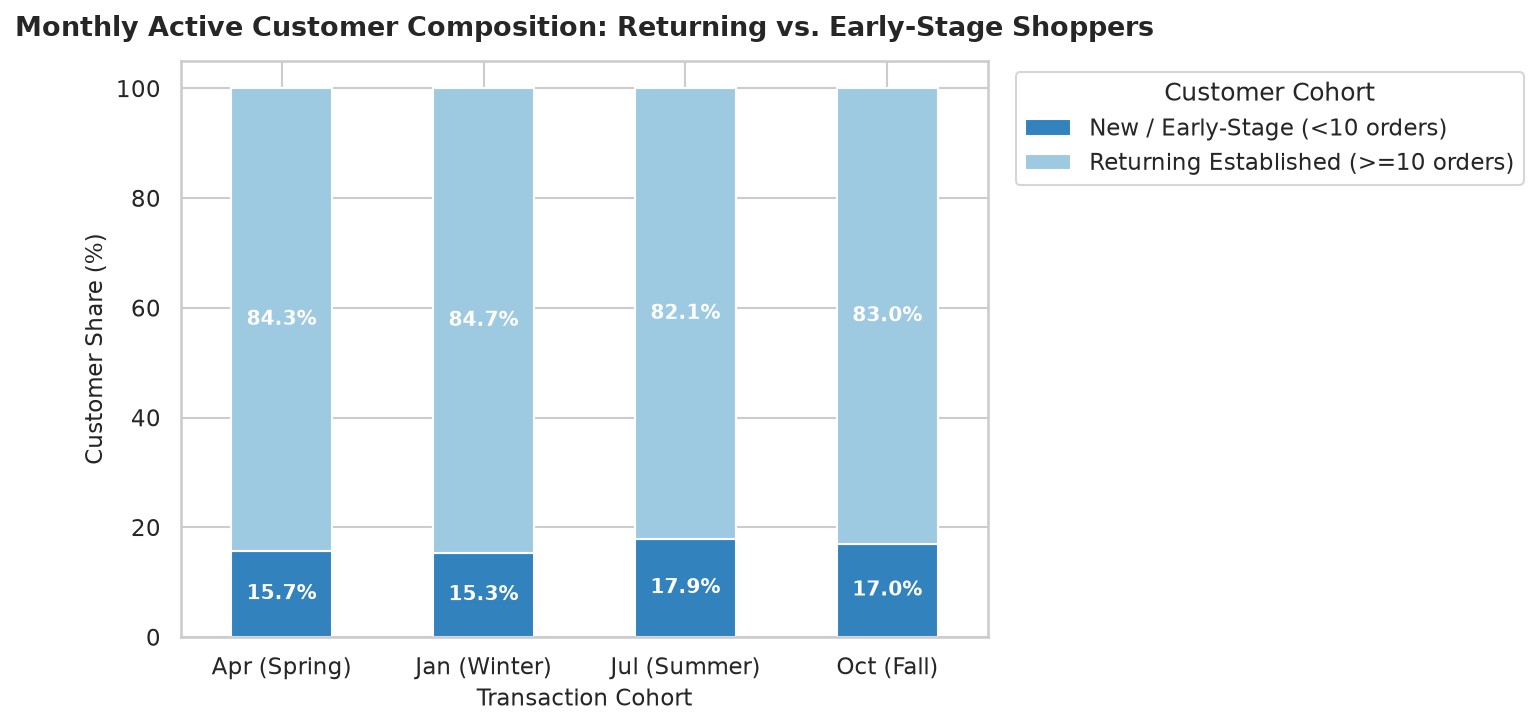 Monthly Active Customer Composition: Returning vs. Early-Stage Shoppers
Customer Cohort
New / Early-Stage (<10 orders)
Returning Established (>=10 orders)
Customer Share (%)
100
80
60
40
20
0
84.3%
84.7%
82.1%
83.0%
15.7%
15.3%
17.9%
17.0%
Apr (Spring)
Jan (Winter)
Jul (Summer)
Oct (Fall)
Transaction Cohort